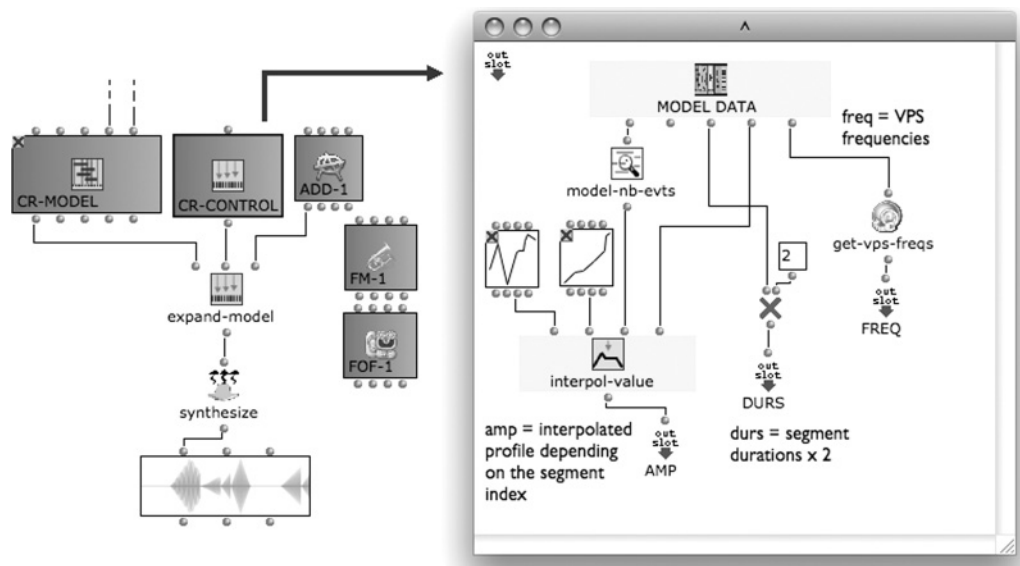 CR-MODEL
CR-CONTROL
ADD-1
FM-1
FOF-1
expand-model
synthesize
^
out
slot
MODEL DATA
freq = VPS
frequencies
model-nb-evts
get-vps-freqs
2
out
slot
FREQ
interpol-value
out
slot
DURS
amp = interpolated
profile depending
on the segment
index
out
slot
AMP
durs = segment
durations x 2